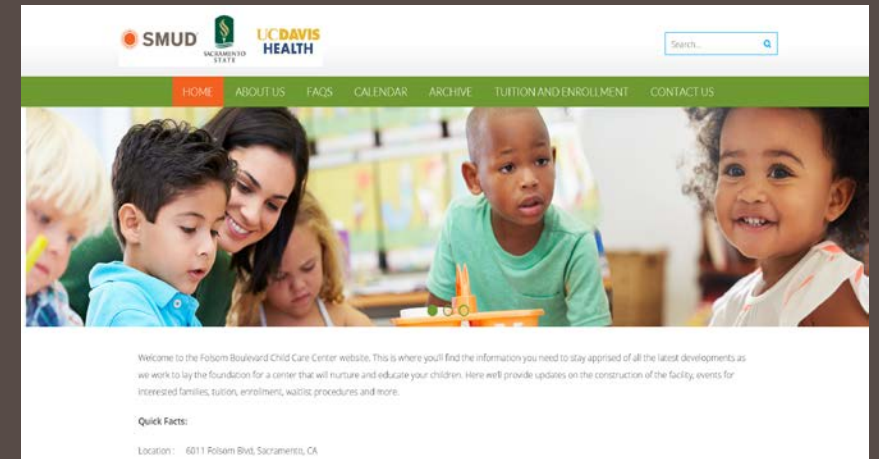 SMUD
SACRAMENTO
STATE
UCDAVIS
HEALTH
Search...
HOME ABOUT US FAQS CALENDAR ARCHIVE TUITION AND ENROLLMENT CONTACT US
Welcome to the Folsom Boulevard Child Care Center website. This is where you'll find the information you need to stay apprised of all the latest developments as
we work to lay the foundation for a center that will nurture and educate your children. Here we'll provide updates on the construction of the facility, events for
interested families, tuition, enrollment, waitlist procedures and more.
Quick Facts:
Location : 6011 Folsom Blvd, Sacramento, CA